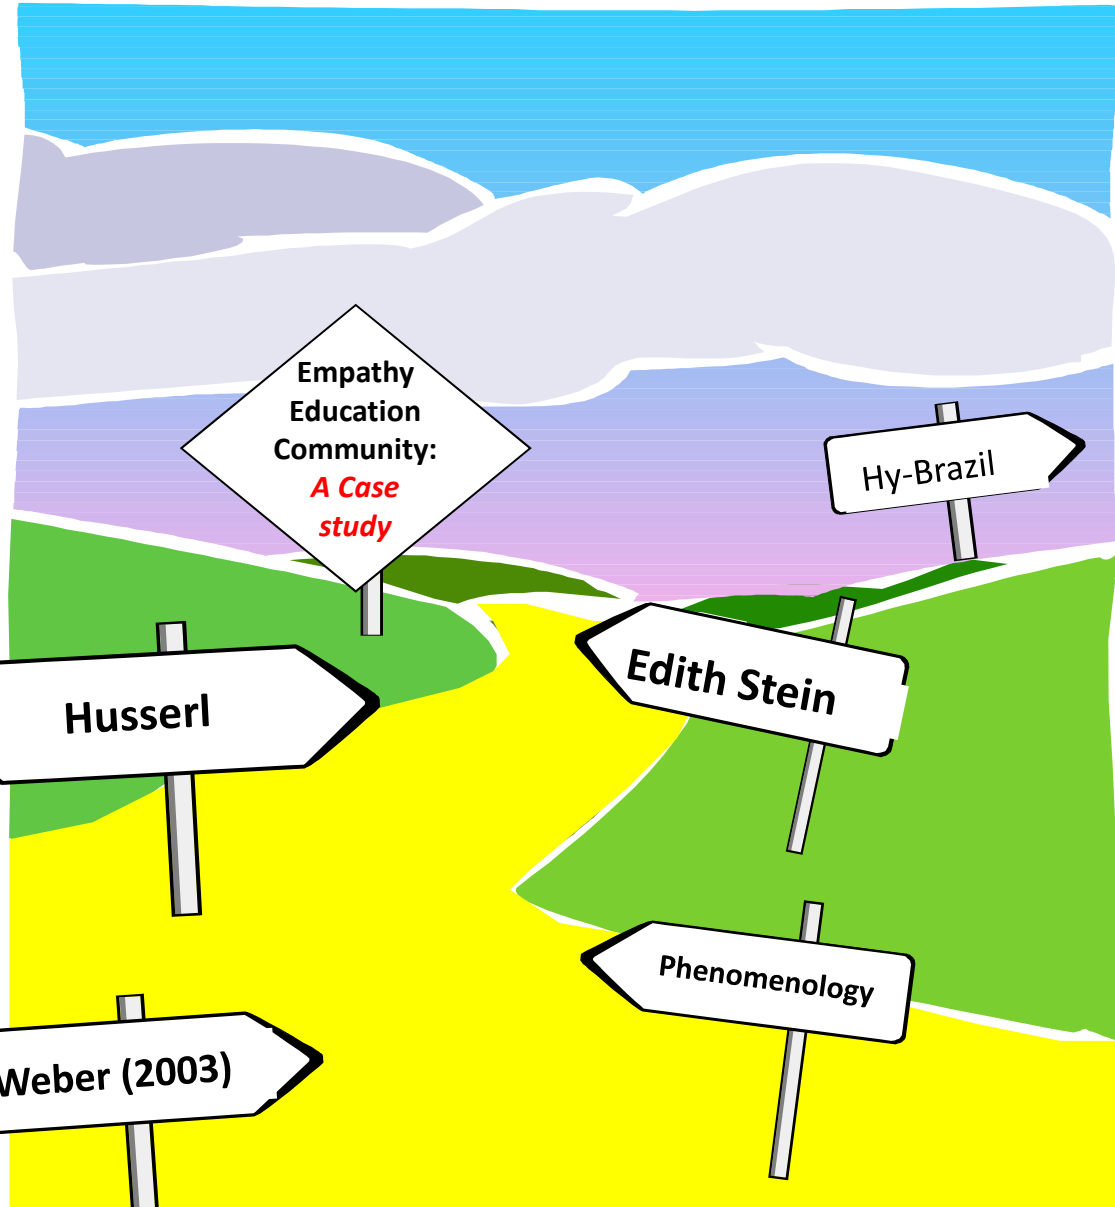 Empathy
Education
Community:
A Case
study
Hy-Brazil
Husserl
Edith Stein
Phenomenology
Weber (2003)